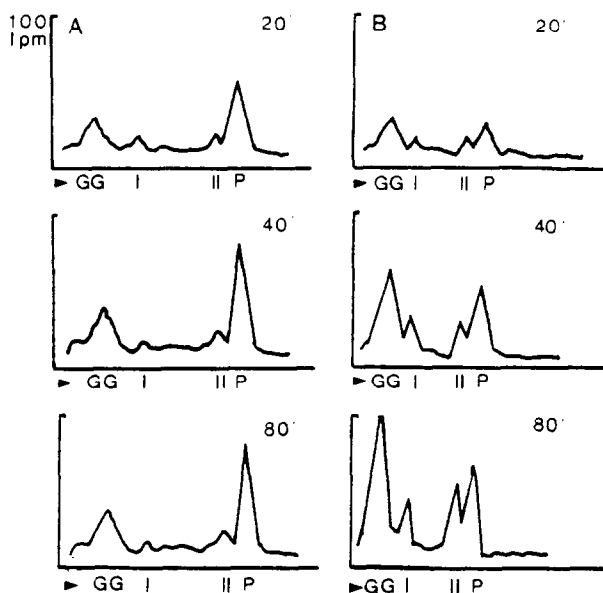 100 A 20' B 20'
Ipm
► GG I II P ► GG I II P
40' 40'
► GG I II P ► GG I II P
80' 80'
► GG I II P ►GG I II P